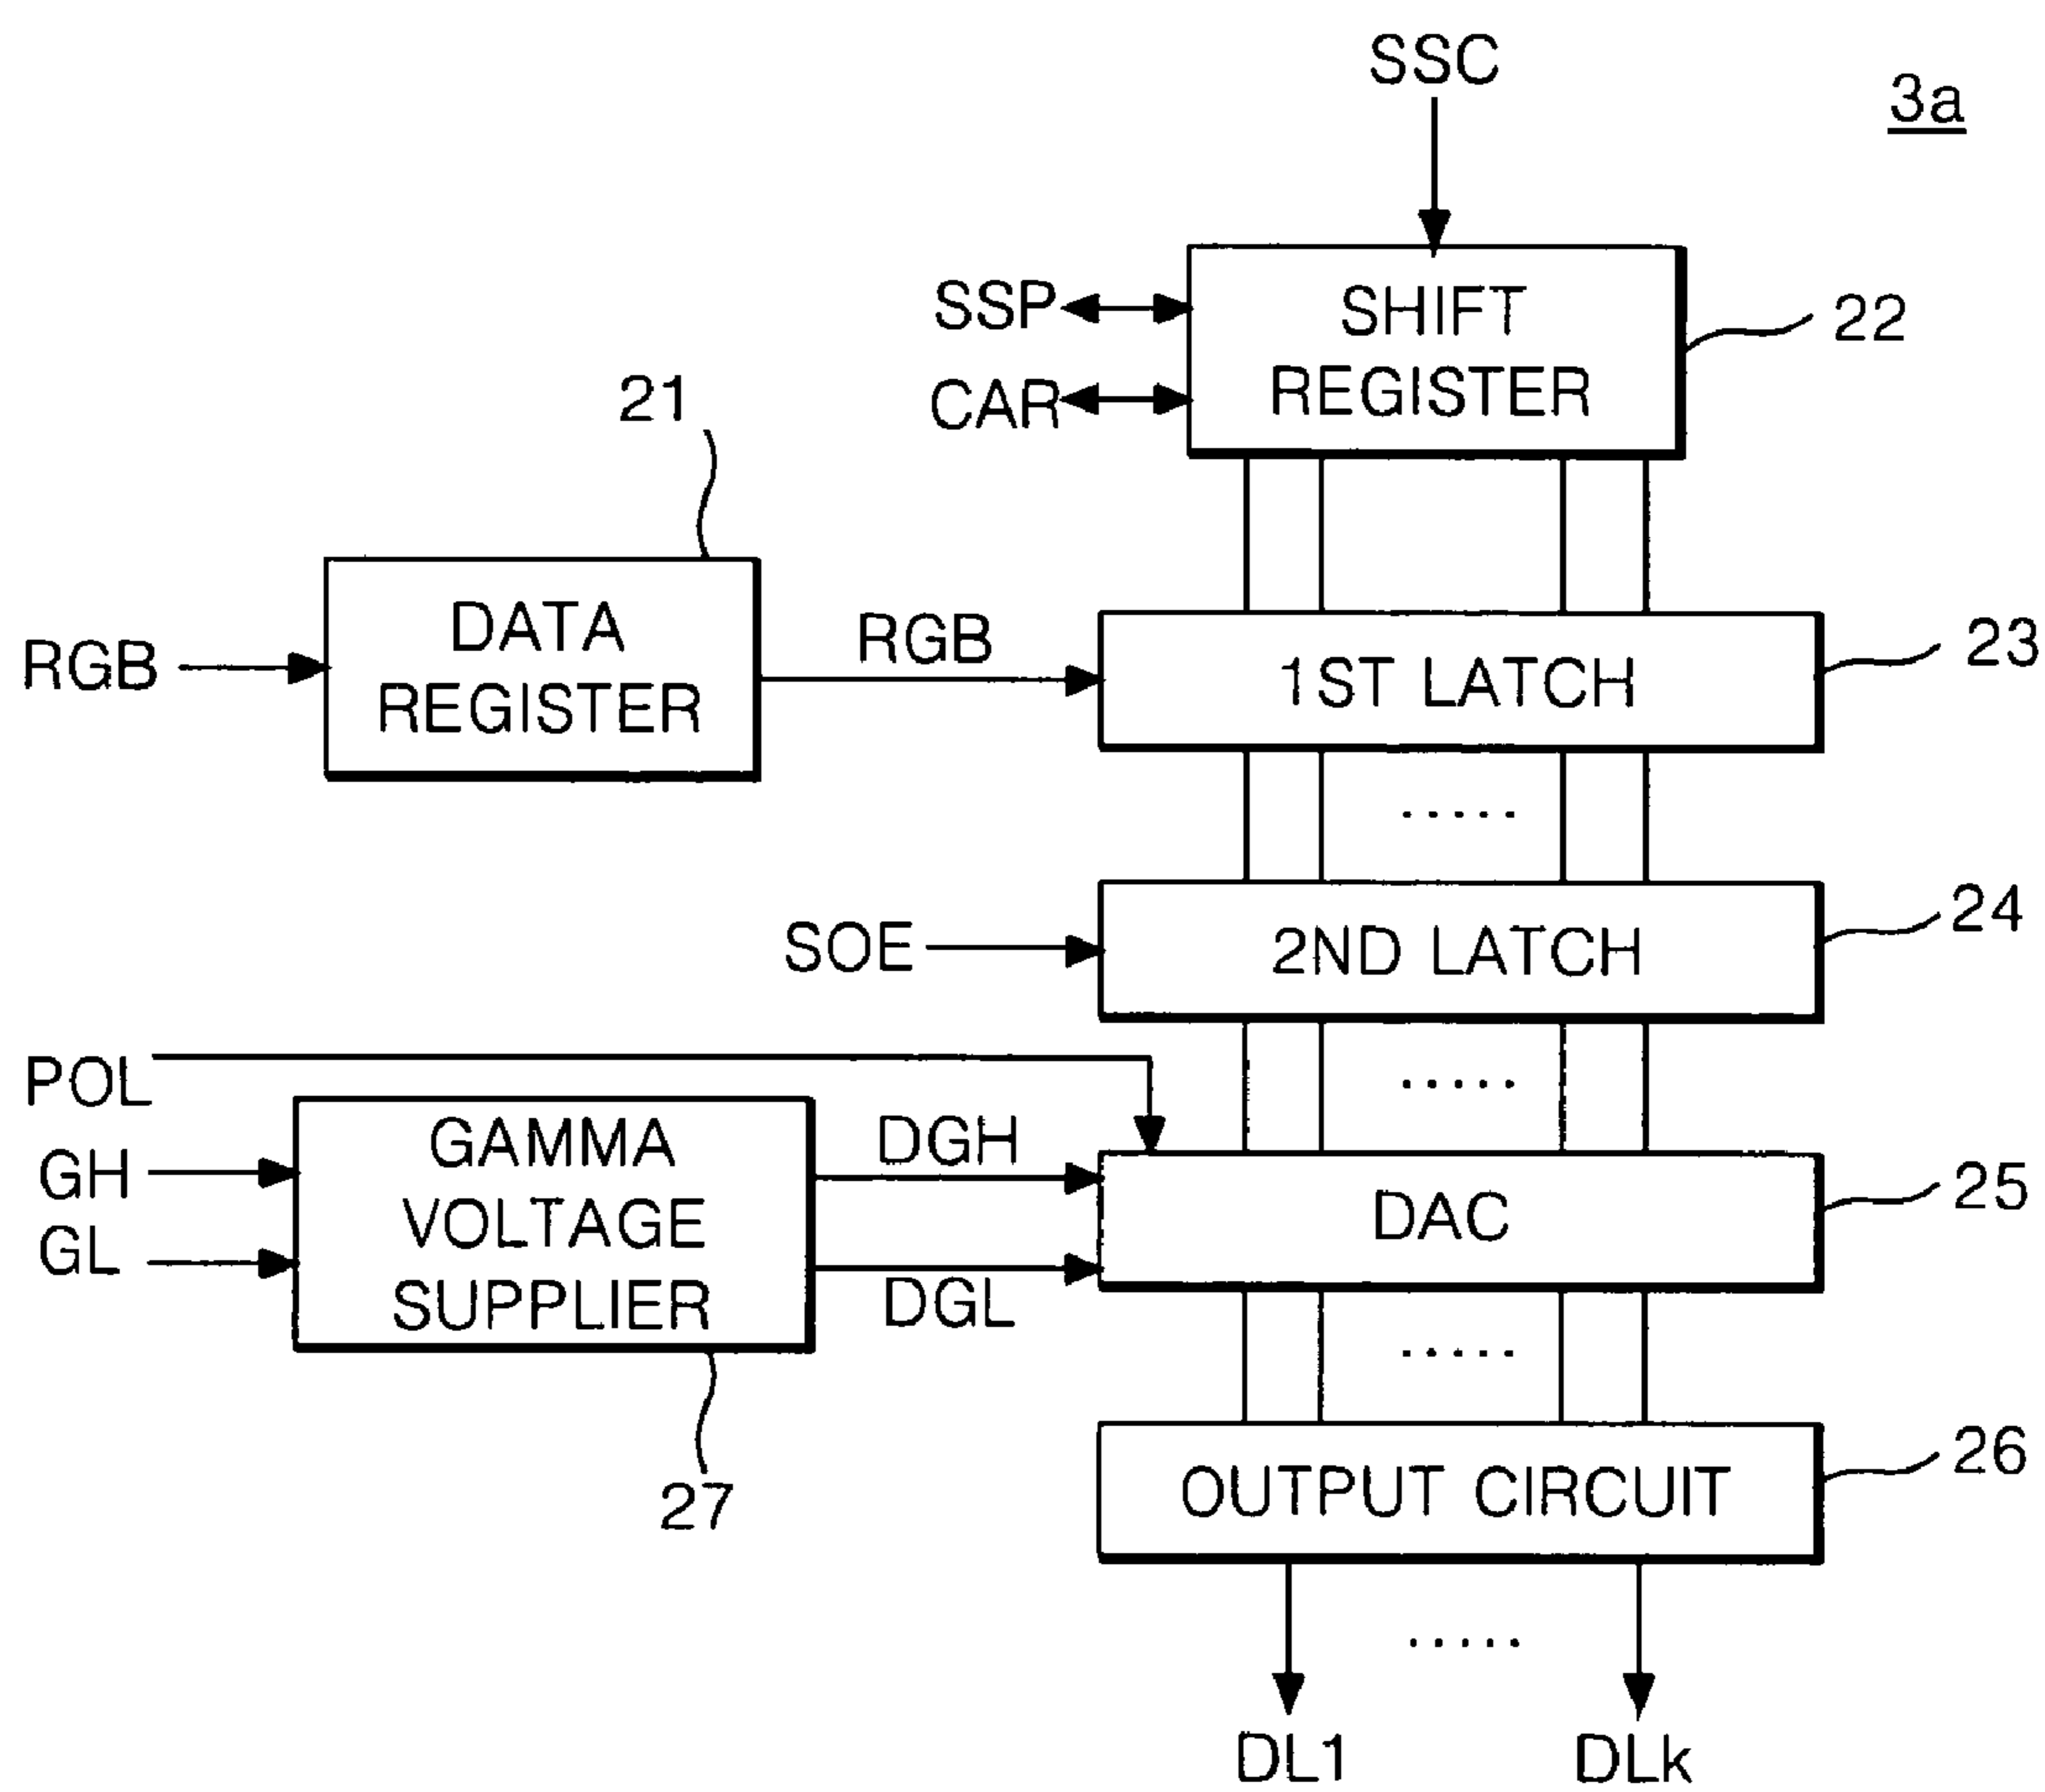 SSC
3a
SSP
SHIFT
REGISTER
22
CAR
21
DATA
REGISTER
RGB
RGB
1ST LATCH
23
SOE
2ND LATCH
24
POL
GH
GL
GAMMA
VOLTAGE
SUPPLIER
DGH
DGL
DAC
25
27
OUTPUT CIRCUIT
26
DL1
DLk